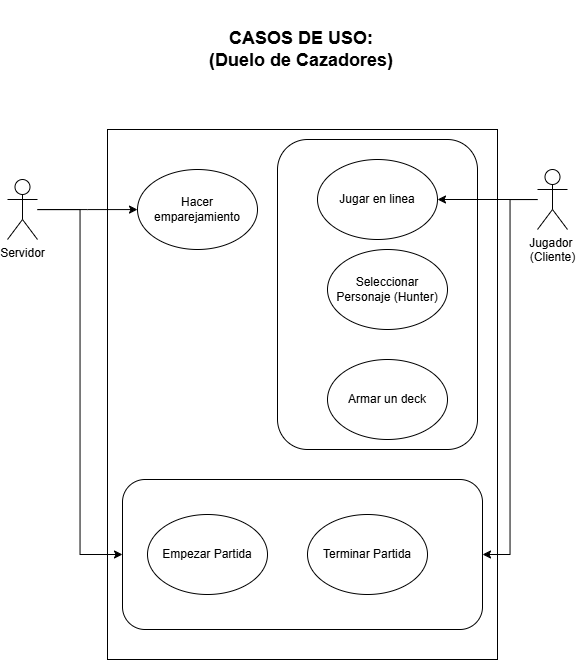 CASOS DE USO:
(Duelo de Cazadores)
Hacer
emparejamiento
Jugar en linea
Servidor
Jugador
(Cliente)
Seleccionar
Personaje (Hunter)
Armar un deck
Empezar Partida
Terminar Partida